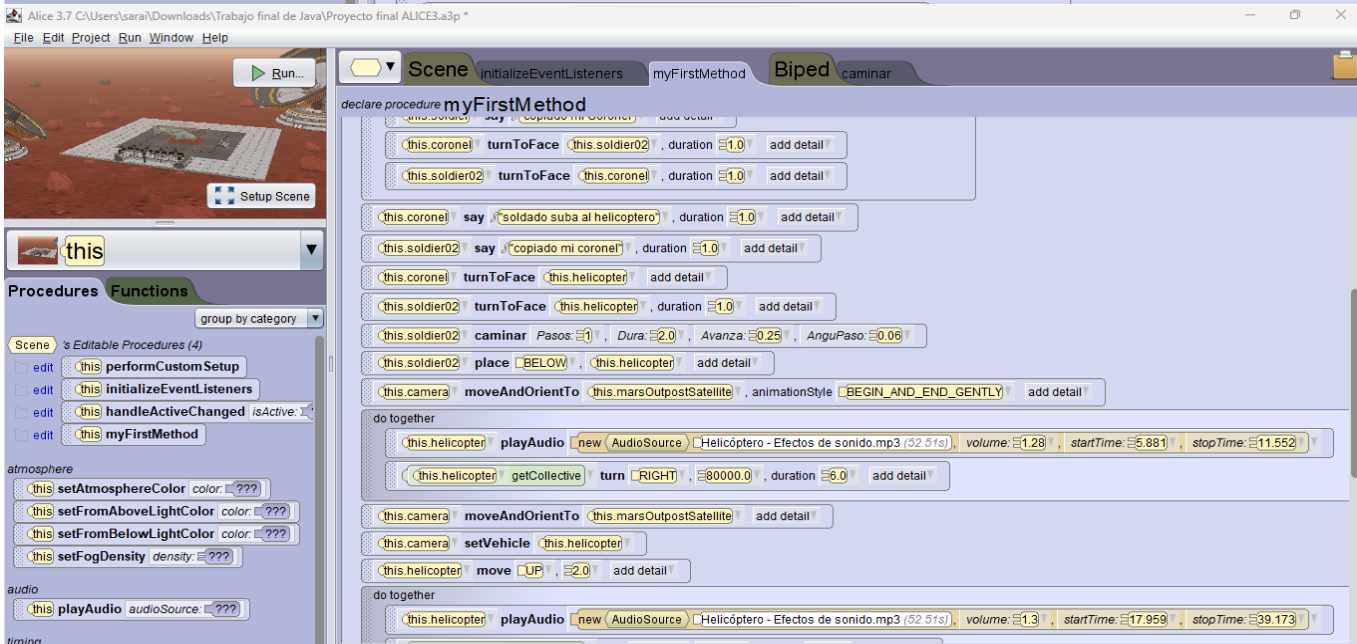 Alice 3.7 C:\Users\sarai\Downloads\Trabajo final de Java\Proyecto final ALICE3.a3p *
File Edit Project Run Window Help
Run...
Setup Scene
this
Procedures Functions
group by category
Scene 's Editable Procedures (4)
edit this performCustomSetup
edit this initializeEventListeners
edit this handleActiveChanged isActive:
edit this myFirstMethod
atmosphere
this setAtmosphereColor color: ???
this setFromAboveLightColor color: ???
this setFromBelowLightColor color: ???
this setFogDensity density: ???
audio
this playAudio audioSource: ???
timing
Scene initializeEventListeners myFirstMethod Biped caminar
declare procedure myFirstMethod
this.soldier say "copiado mi Coronel" add detail
this.coronel turnToFace this.soldier02 , duration 1.0 add detail
this.soldier02 turnToFace this.coronel , duration 1.0 add detail
this.coronel say "soldado suba al helicoptero" , duration 1.0 add detail
this.soldier02 say "copiado mi coronel" , duration 1.0 add detail
this.coronel turnToFace this.helicopter add detail
this.soldier02 turnToFace this.helicopter , duration 1.0 add detail
this.soldier02 caminar Pasos: 1 , Dura: 2.0 , Avanza: 0.25 , AnguPaso: 0.06
this.soldier02 place BELOW , this.helicopter add detail
this.camera moveAndOrientTo this.marsOutpostSatellite , animationStyle BEGIN_AND_END_GENTLY add detail
do together
this.helicopter playAudio new AudioSource Helicóptero - Efectos de sonido.mp3 (52.51s) , volume: 1.28 , startTime: 5.881 , stopTime: 11.552
this.helicopter getCollective turn RIGHT , 80000.0 , duration 6.0 add detail
this.camera moveAndOrientTo this.marsOutpostSatellite add detail
this.camera setVehicle this.helicopter
this.helicopter move UP , 2.0 add detail
do together
this.helicopter playAudio new AudioSource Helicóptero - Efectos de sonido.mp3 (52.51s) , volume: 1.3 , startTime: 17.959 , stopTime: 39.173